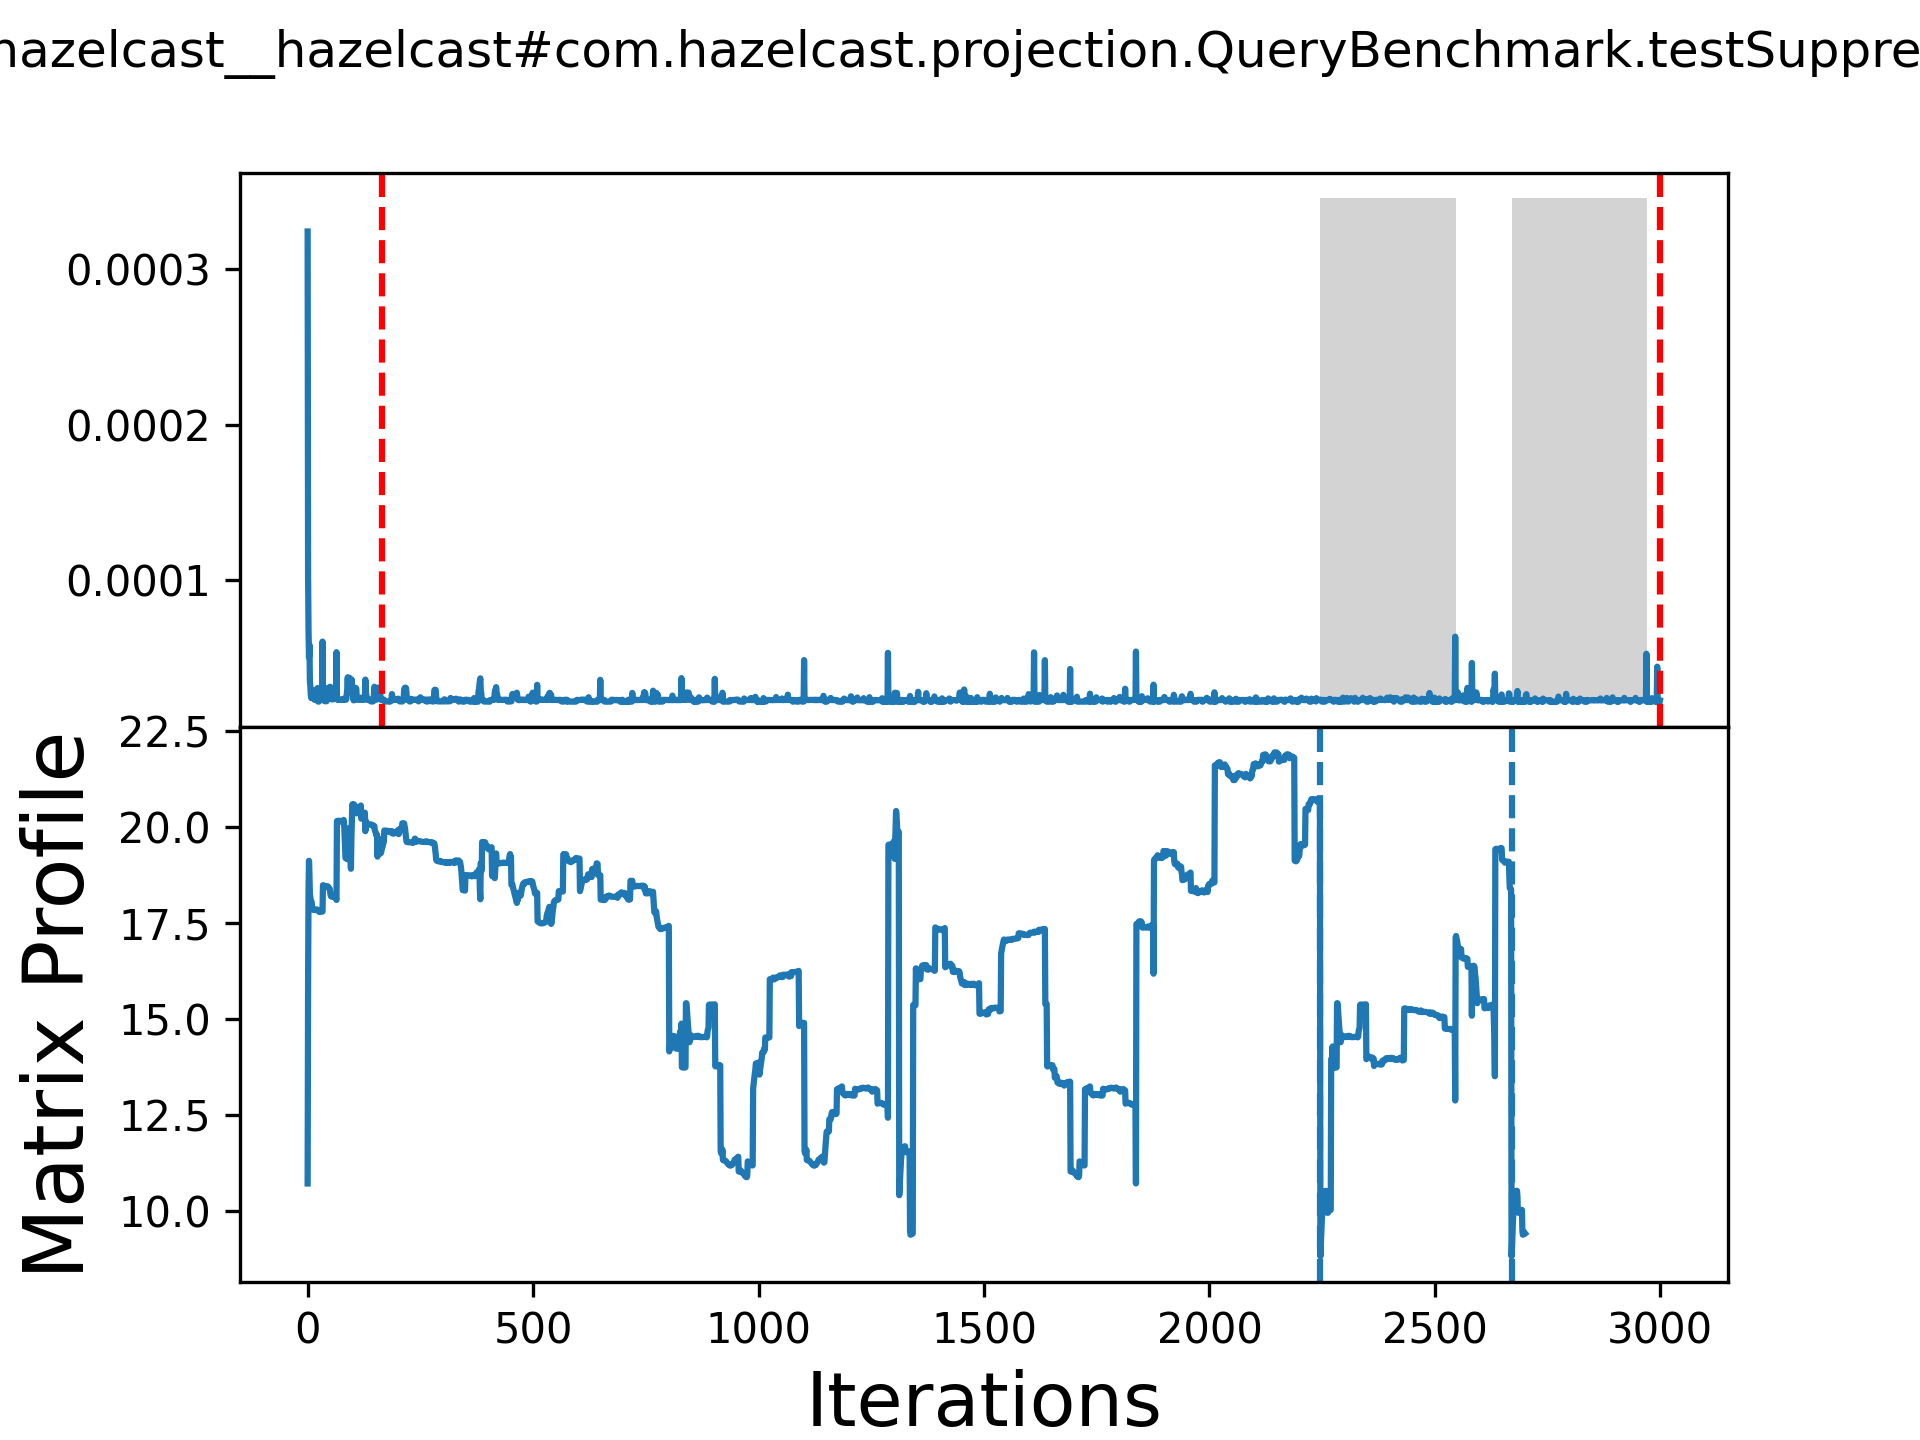 hazelcast__hazelcast#com.hazelcast.projection.QueryBenchmark.testSuppre
0.0003
0.0002
0.0001
22.5
20.0
17.5
15.0
12.5
10.0
Matrix Profile
0 500 1000 1500 2000 2500 3000
Iterations